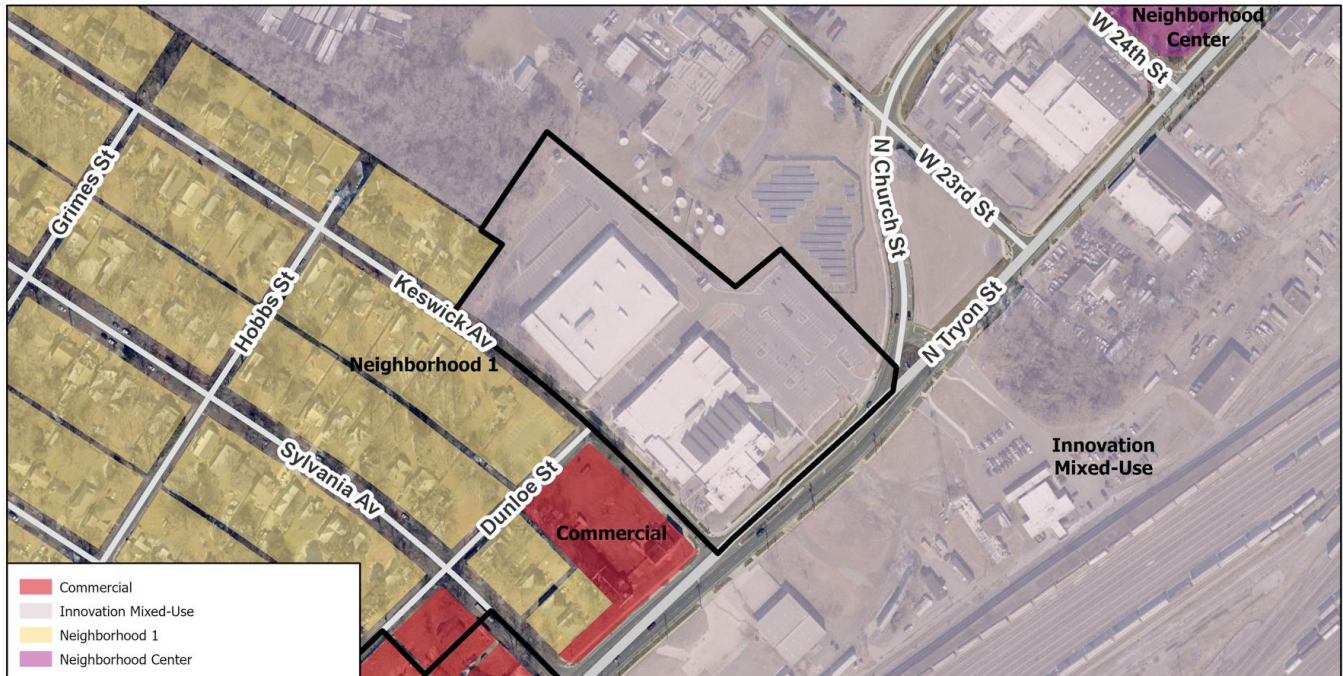 Neighborhood
Center
W 24th St
Grimes St
N Church St
W 23rd St
Hobbs St
Keswick Av
N Tryon St
Neighborhood 1
Innovation
Mixed-Use
Sylvania Av
Dunloe St
Commercial
Commercial
Innovation Mixed-Use
Neighborhood 1
Neighborhood Center